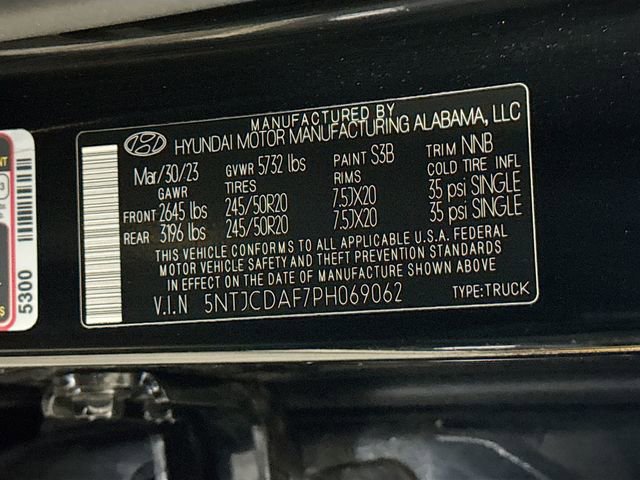 MANUFACTURED BY
HYUNDAI MOTOR MANUFACTURING ALABAMA, LLC
Mar/30/23 GVWR 5732 lbs PAINT S3B TRIM NNB
GAWR TIRES RIMS COLD TIRE INFL
FRONT 2645 lbs 245/50R20 7.5JX20 35 psi SINGLE
REAR 3196 lbs 245/50R20 7.5JX20 35 psi SINGLE
THIS VEHICLE CONFORMS TO ALL APPLICABLE U.S.A. FEDERAL
MOTOR VEHICLE SAFETY AND THEFT PREVENTION STANDARDS
IN EFFECT ON THE DATE OF MANUFACTURE SHOWN ABOVE
V.I.N 5NTJCDAF7PH069062 TYPE:TRUCK
5300